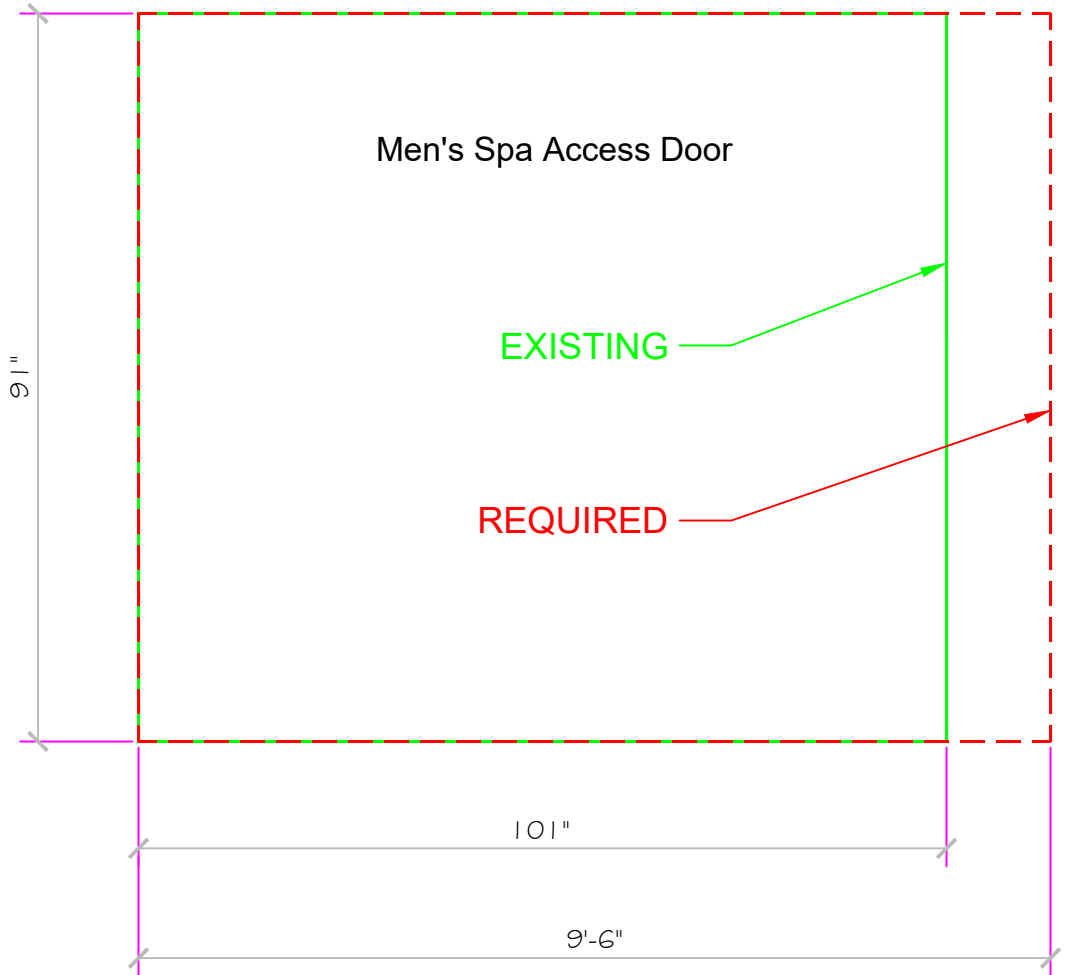 Men's Spa Access Door
EXISTING
91"
REQUIRED
101"
9'-6"